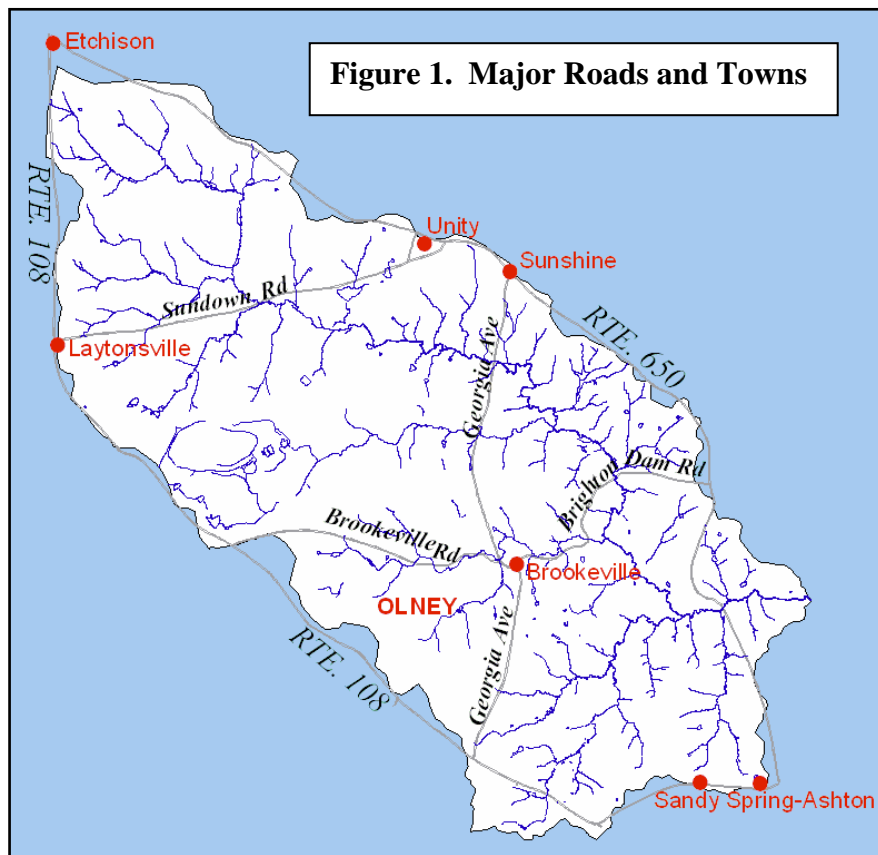 Etchison
Figure 1. Major Roads and Towns
RTE. 108
Unity
Sunshine
Sundown Rd
RTE. 650
Laytonsville
Georgia Ave
Brighton Dam Rd
Brookeville Rd
Brookeville
OLNEY
Georgia Ave
RTE. 108
Sandy Spring-Ashton